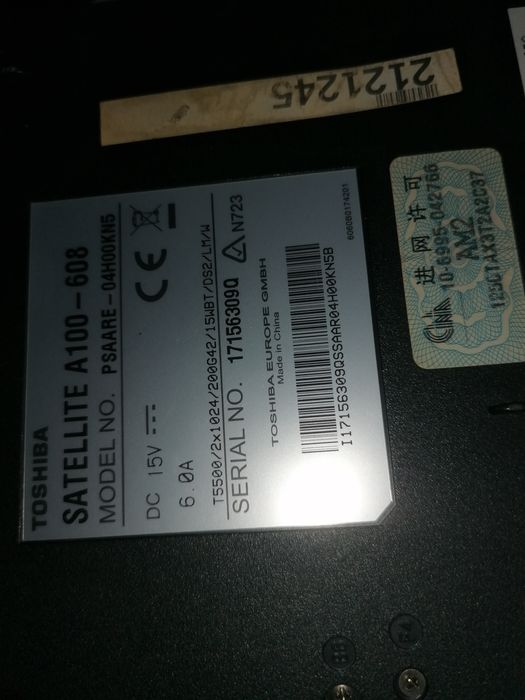 TOSHIBA
SATELLITE A100-608
MODEL NO. PSAARE-04H00KN5
DC 15V
6.0A
CE
T5500/2x1024/200G42/15WBT/DS2/LM/W
SERIAL NO. 17156309Q
N723
TOSHIBA EUROPE GMBH
Made in China
I17156309QSSAAR04H00KN5B
6060B0174201
2121245
进网许可
10-6995-042766
AM2